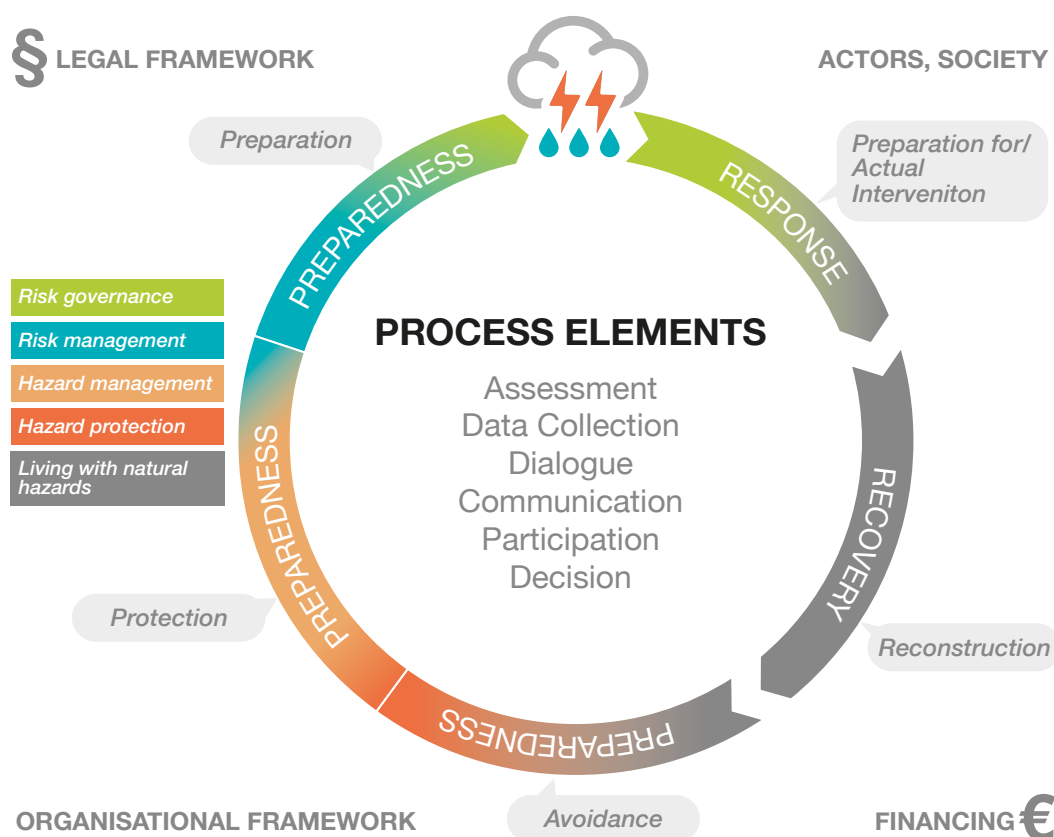 § LEGAL FRAMEWORK
ACTORS, SOCIETY
Preparation
PREPAREDNESS
RESPONSE
Preparation for/
Actual
Interveniton
Risk governance
Risk management
Hazard management
Hazard protection
Living with natural
hazards
PROCESS ELEMENTS
Assessment
Data Collection
Dialogue
Communication
Participation
Decision
PREPAREDNESS
RECOVERY
Protection
Reconstruction
PREPAREDNESS
Avoidance
ORGANISATIONAL FRAMEWORK
FINANCING €